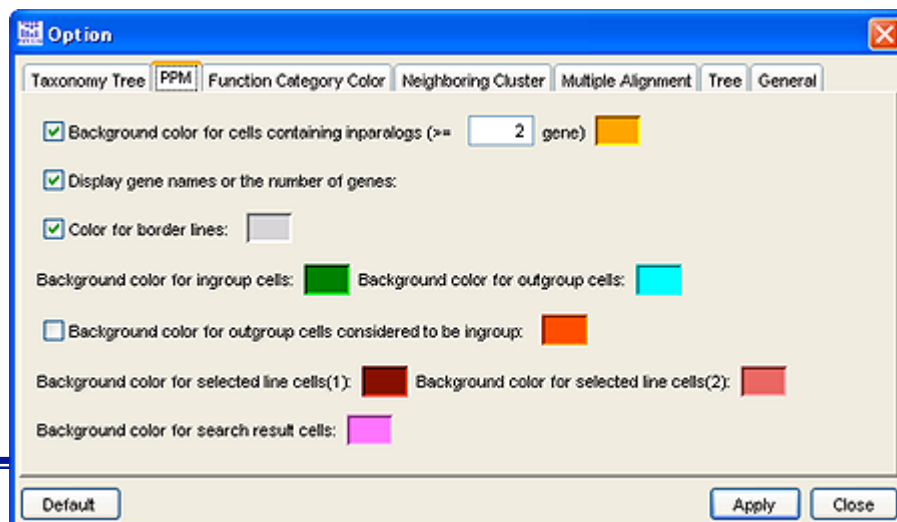 Option
Taxonomy Tree PPM Function Category Color Neighboring Cluster Multiple Alignment Tree General
Background color for cells containing inparalogs (>= 2 gene)
Display gene names or the number of genes:
Color for border lines:
Background color for ingroup cells: Background color for outgroup cells:
Background color for outgroup cells considered to be ingroup:
Background color for selected line cells(1): Background color for selected line cells(2):
Background color for search result cells:
Default Apply Close